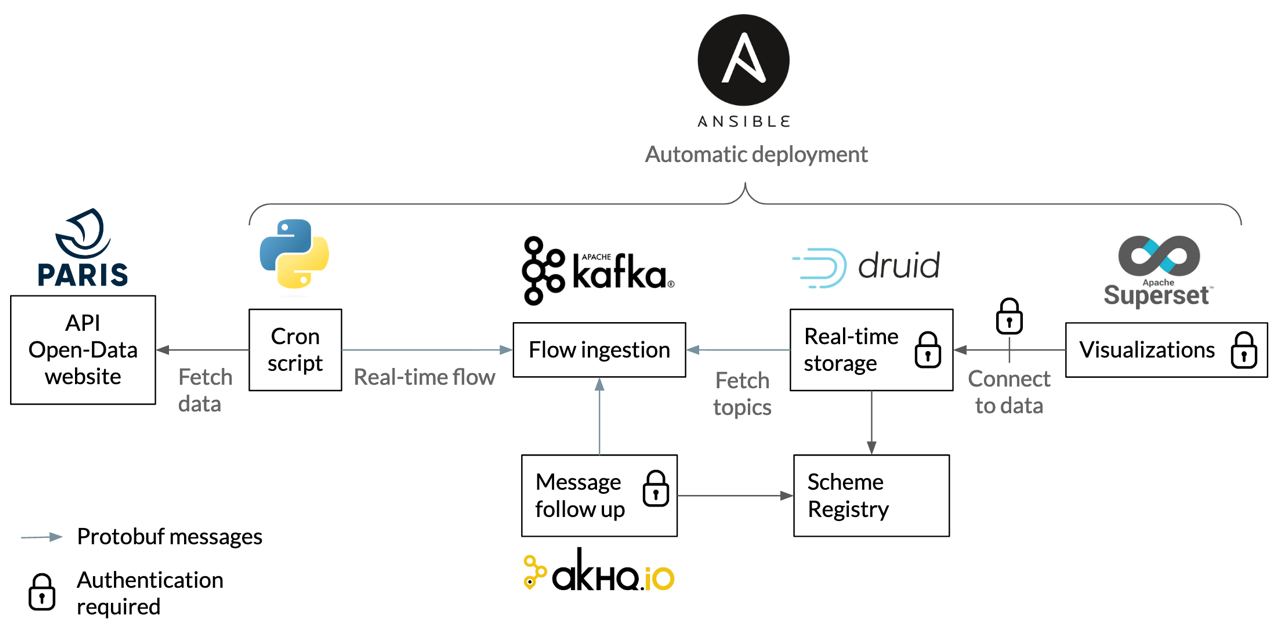 ANSIBLE
Automatic deployment
PARIS
APACHE
kafka®
druid
Apache
Superset™
API
Open-Data
website
Cron
script
Flow ingestion
Real-time
storage
Visualizations
Fetch
data
Real-time flow
Fetch
topics
Connect
to data
Message
follow up
Scheme
Registry
Protobuf messages
akHQ.iO
Authentication
required